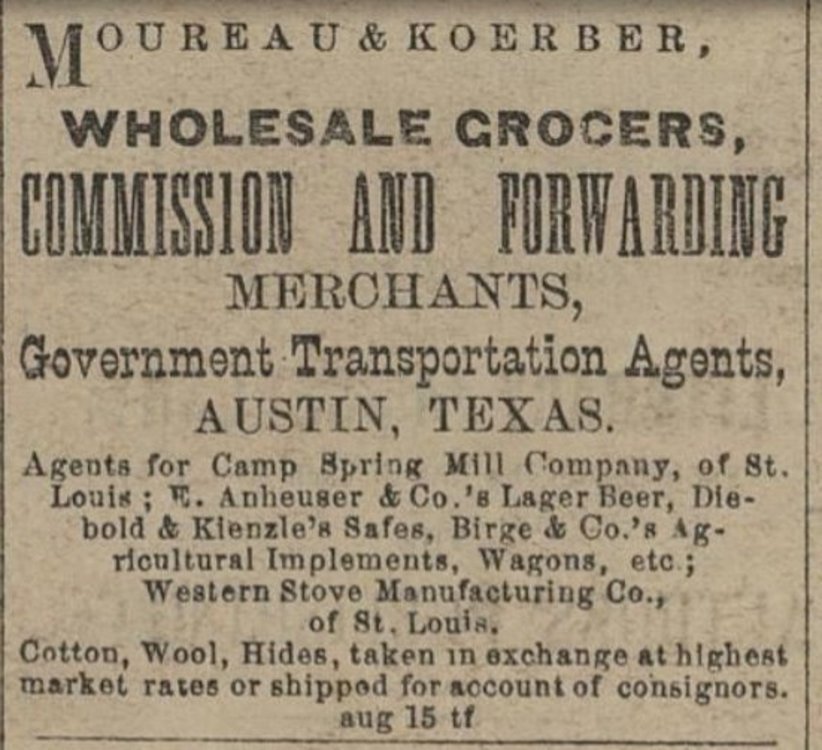 MOUREAU & KOERBER,
WHOLESALE GROCERS,
COMMISSION AND FORWARDING
MERCHANTS,
Government Transportation Agents,
AUSTIN, TEXAS.
Agents for Camp Spring Mill Company, of St.
Louis ; E. Anheuser & Co.'s Lager Beer, Die-
bold & Kienzle's Safes, Birge & Co.'s Ag-
ricultural Implements, Wagons, etc ;
Western Stove Manufacturing Co.,
of St. Louis.
Cotton, Wool, Hides, taken in exchange at highest
market rates or shipped for account of consignors.
aug 15 tf